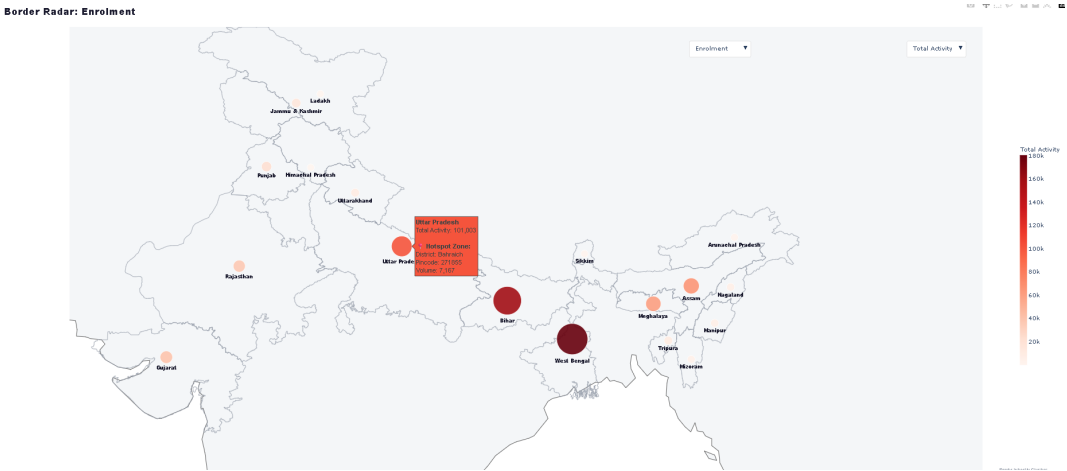 Border Radar: Enrolment
Enrolment ▼
Total Activity ▼
Ladakh
Jammu & Kashmir
Punjab
Himachal Pradesh
Uttarakhand
Uttar Pradesh
Total Activity: 101,003
Hotspot Zone:
District: Bahraich
Pincode: 271855
Volume: 7,167
Uttar Prade
Rajasthan
Gujarat
Bihar
West Bengal
Sikkim
Arunachal Pradesh
Assam
Nagaland
Meghalaya
Manipur
Tripura
Mizoram
Total Activity
180k
160k
140k
120k
100k
80k
60k
40k
20k